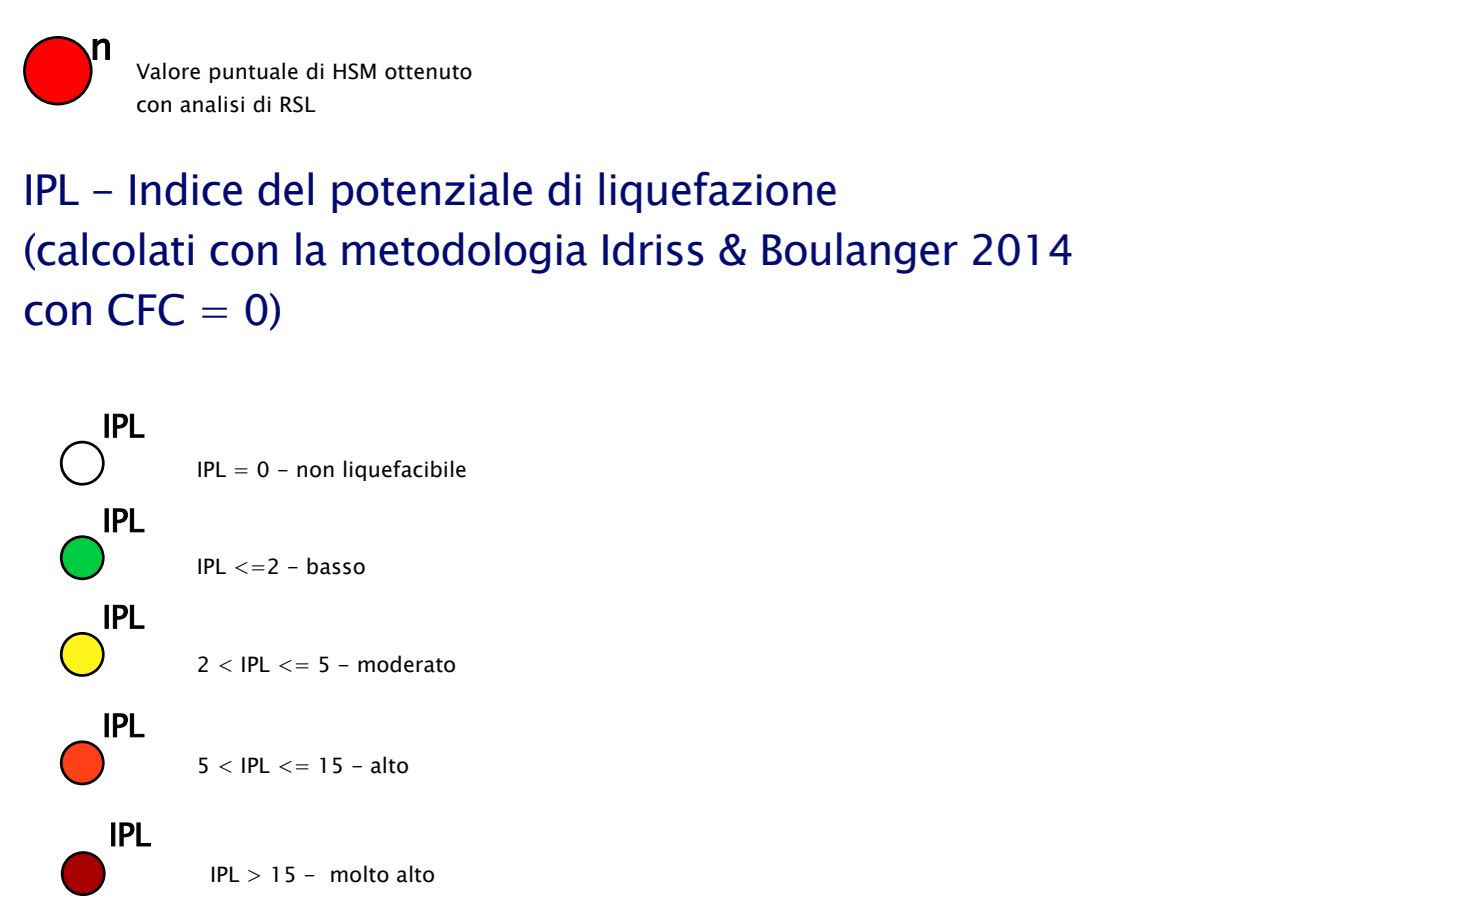 n
Valore puntuale di HSM ottenuto
con analisi di RSL
IPL - Indice del potenziale di liquefazione
(calcolati con la metodologia Idriss & Boulanger 2014
con CFC = 0)
IPL
IPL = 0 - non liquefacibile
IPL
IPL <=2 - basso
IPL
2 < IPL <= 5 - moderato
IPL
5 < IPL <= 15 - alto
IPL
IPL > 15 - molto alto